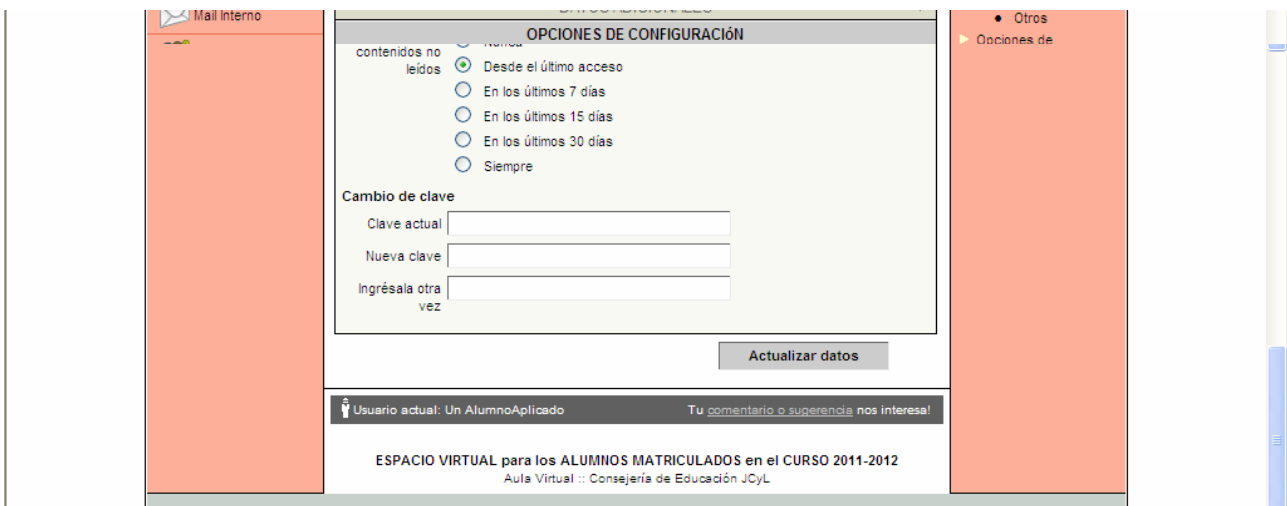 Mail Interno
DATOS ADICIONALES
OPCIONES DE CONFIGURACIóN
contenidos no
leídos
Nunca
Desde el último acceso
En los últimos 7 días
En los últimos 15 días
En los últimos 30 días
Siempre
Cambio de clave
Clave actual
Nueva clave
Ingrésala otra
vez
Actualizar datos
Usuario actual: Un AlumnoAplicado
Tu comentario o sugerencia nos interesa!
ESPACIO VIRTUAL para los ALUMNOS MATRICULADOS en el CURSO 2011-2012
Aula Virtual :: Consejería de Educación JCyL
Otros
Opciones de